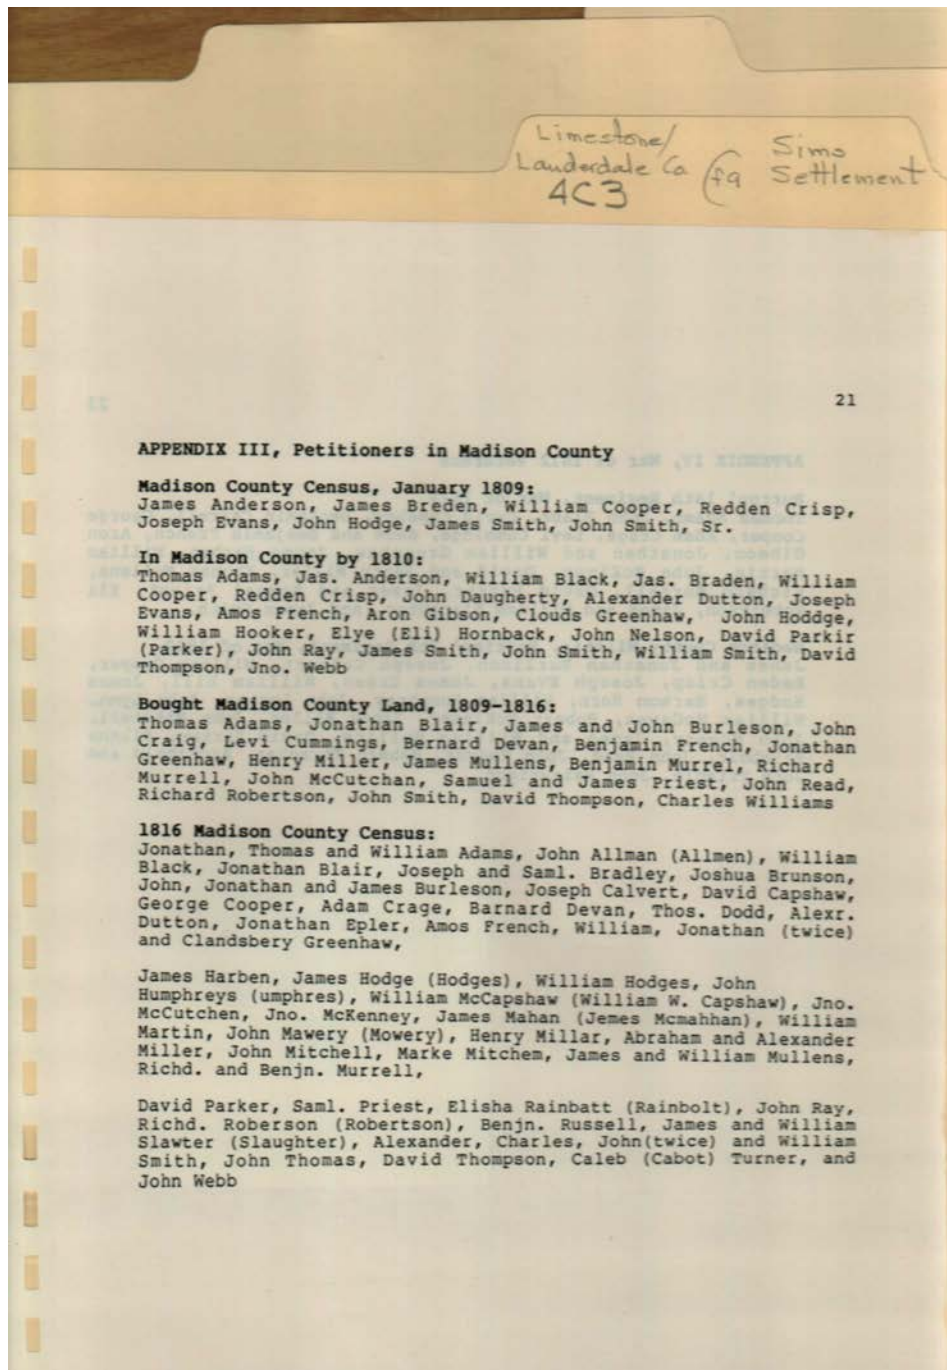 Limestone/
Lauderdale Co
4C3
fa
Sims
Settlement
21
APPENDIX III, Petitioners in Madison County
Madison County Census, January 1809:
James Anderson, James Breden, William Cooper, Redden Crisp,
Joseph Evans, John Hodge, James Smith, John Smith, Sr.
In Madison County by 1810:
Thomas Adams, Jas. Anderson, William Black, Jas. Braden, William
Cooper, Redden Crisp, John Daugherty, Alexander Dutton, Joseph
Evans, Amos French, Aron Gibson, Clouds Greenhaw, John Hoddge,
William Hooker, Elye (Eli) Hornback, John Nelson, David Parkir
(Parker), John Ray, James Smith, John Smith, William Smith, David
Thompson, Jno. Webb
Bought Madison County Land, 1809-1816:
Thomas Adams, Jonathan Blair, James and John Burleson, John
Craig, Levi Cummings, Bernard Devan, Benjamin French, Jonathan
Greenhaw, Henry Miller, James Mullens, Benjamin Murrel, Richard
Murrell, John McCutchan, Samuel and James Priest, John Read,
Richard Robertson, John Smith, David Thompson, Charles Williams
1816 Madison County Census:
Jonathan, Thomas and William Adams, John Allman (Allmen), William
Black, Jonathan Blair, Joseph and Saml. Bradley, Joshua Brunson,
John, Jonathan and James Burleson, Joseph Calvert, David Capshaw,
George Cooper, Adam Crage, Barnard Devan, Thos. Dodd, Alexr.
Dutton, Jonathan Epler, Amos French, William, Jonathan (twice)
and Clandsbery Greenhaw,
James Harben, James Hodge (Hodges), William Hodges, John
Humphreys (umphres), William McCapshaw (William W. Capshaw), Jno.
McCutchen, Jno. McKenney, James Mahan (Jemes Mcmahhan), William
Martin, John Mawery (Mowery), Henry Millar, Abraham and Alexander
Miller, John Mitchell, Marke Mitchem, James and William Mullens,
Richd. and Benjn. Murrell,
David Parker, Saml. Priest, Elisha Rainbatt (Rainbolt), John Ray,
Richd. Roberson (Robertson), Benjn. Russell, James and William
Slawter (Slaughter), Alexander, Charles, John(twice) and William
Smith, John Thomas, David Thompson, Caleb (Cabot) Turner, and
John Webb